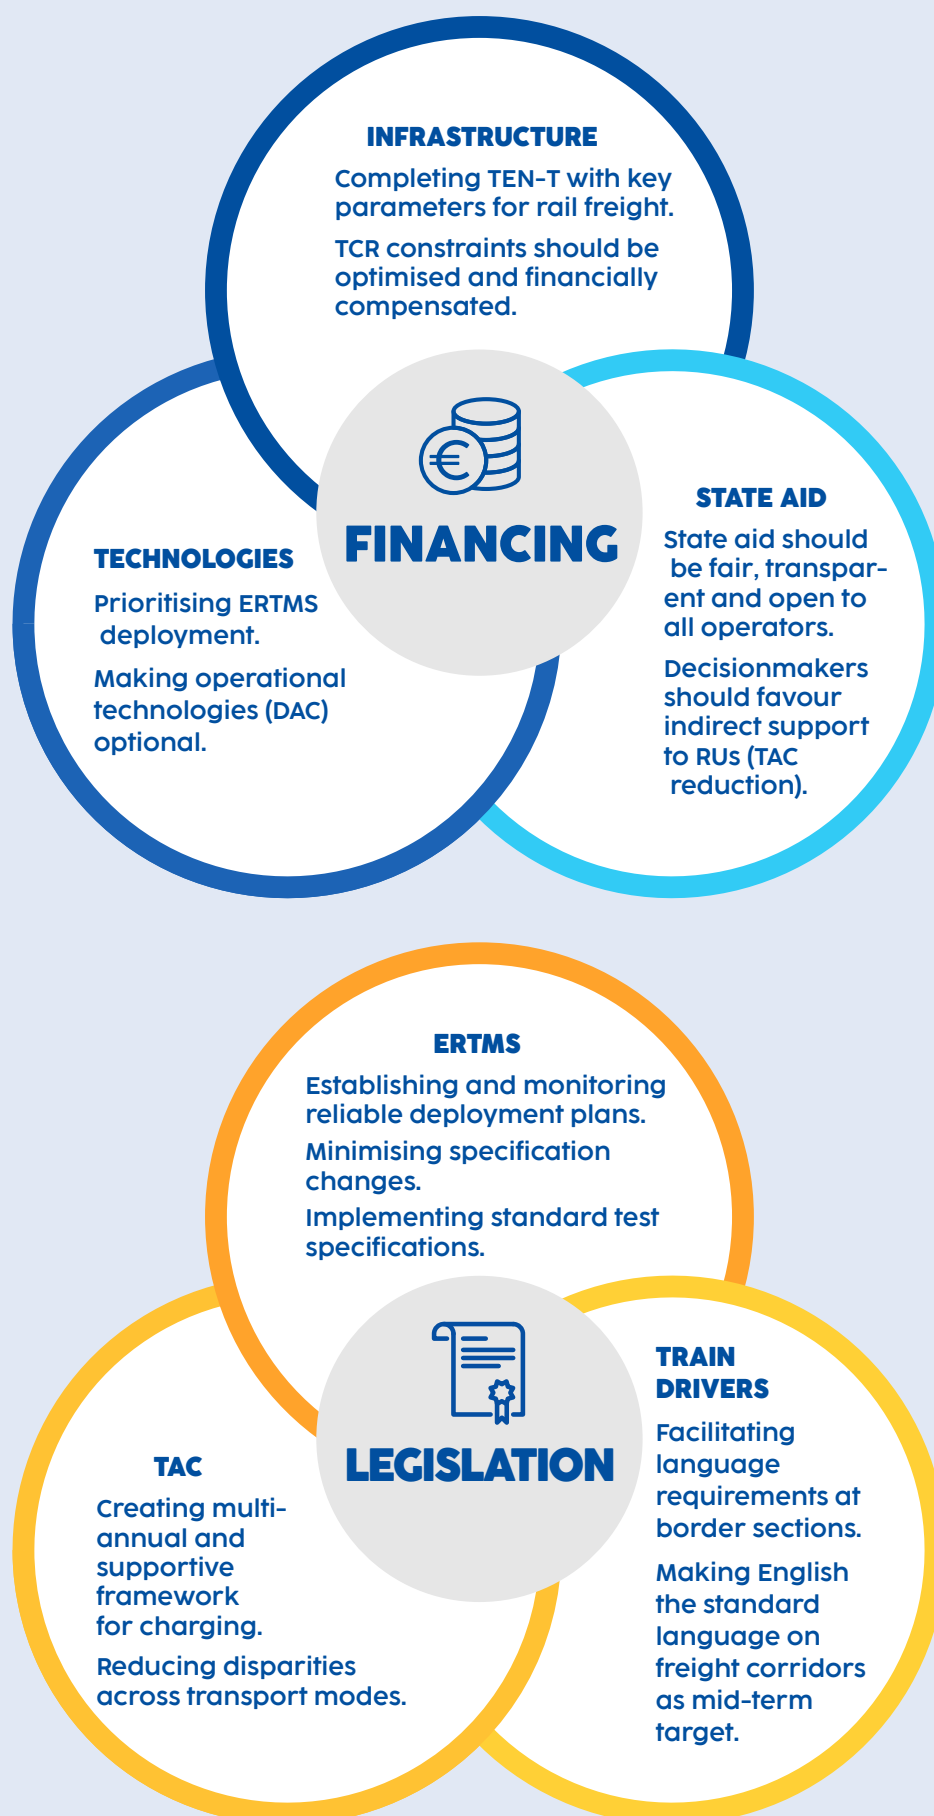 INFRASTRUCTURE
Completing TEN-T with key
parameters for rail freight.
TCR constraints should be
optimised and financially
compensated.
FINANCING
TECHNOLOGIES
Prioritising ERTMS
deployment.
Making operational
technologies (DAC)
optional.
STATE AID
State aid should
be fair, transpar-
ent and open to
all operators.
Decisionmakers
should favour
indirect support
to RUs (TAC
reduction).
ERTMS
Establishing and monitoring
reliable deployment plans.
Minimising specification
changes.
Implementing standard test
specifications.
LEGISLATION
TAC
Creating multi-
annual and
supportive
framework
for charging.
Reducing disparities
across transport modes.
TRAIN
DRIVERS
Facilitating
language
requirements at
border sections.
Making English
the standard
language on
freight corridors
as mid-term
target.